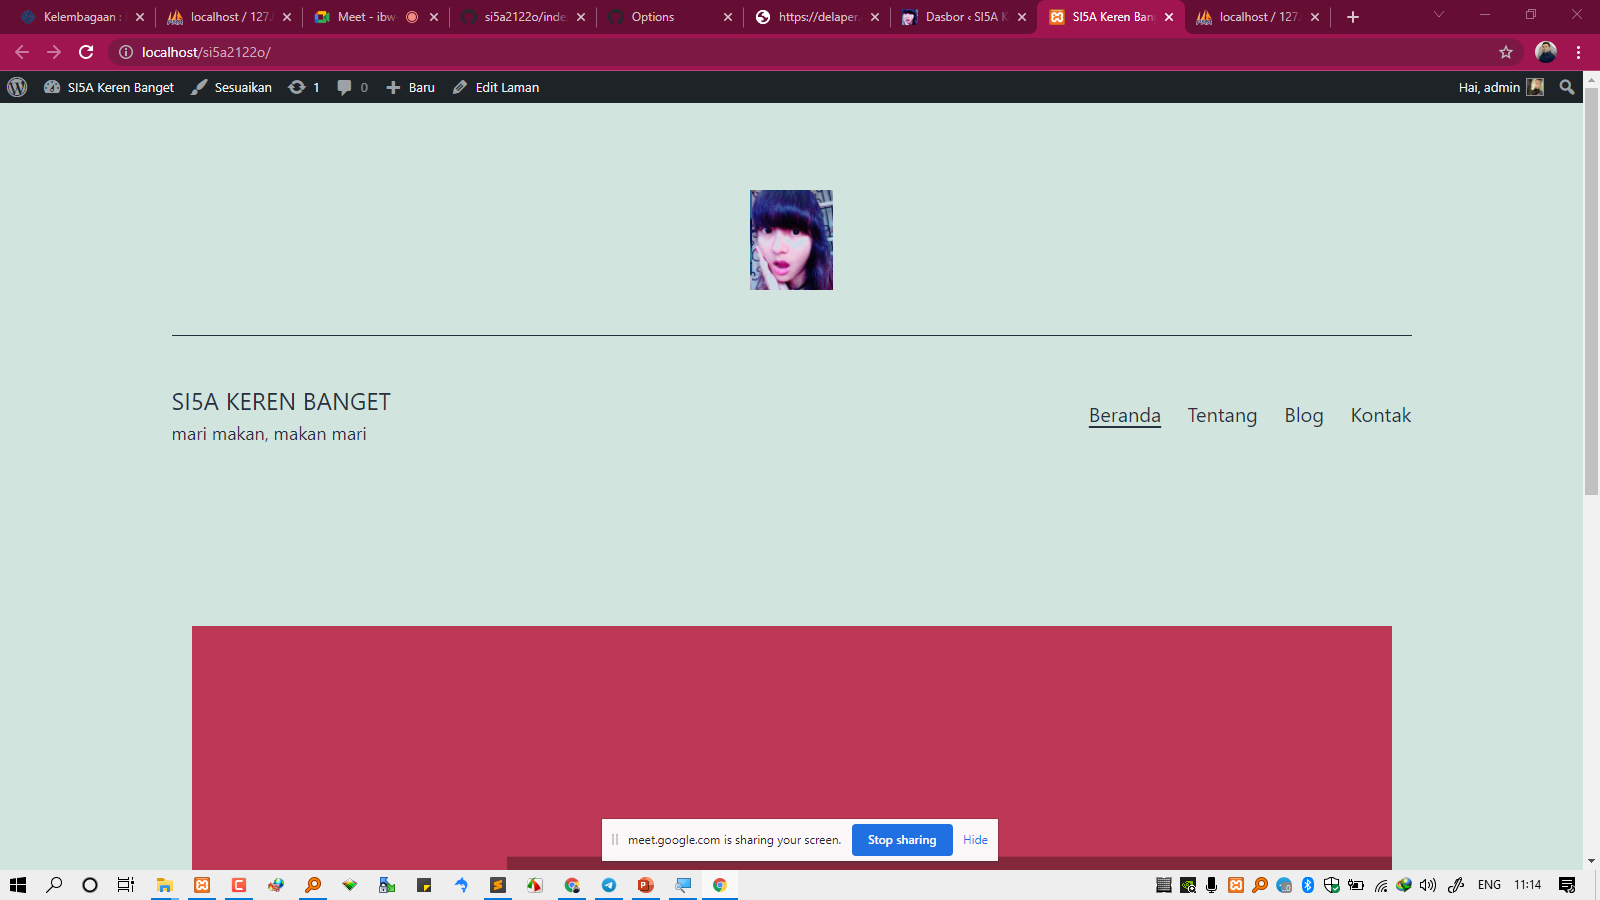 Kelembagaan :
localhost / 127.
Meet - ibw-
si5a2122o/inde
Options
https://delaper.
Dasbor ‹ SI5A K
SI5A Keren Ban
localhost / 127.
localhost/si5a2122o/
SI5A Keren Banget
Sesuaikan
1
0
Baru
Edit Laman
Hai, admin
SI5A KEREN BANGET
mari makan, makan mari
Beranda
Tentang
Blog
Kontak
meet.google.com is sharing your screen.
Stop sharing
Hide
ENG
11:14